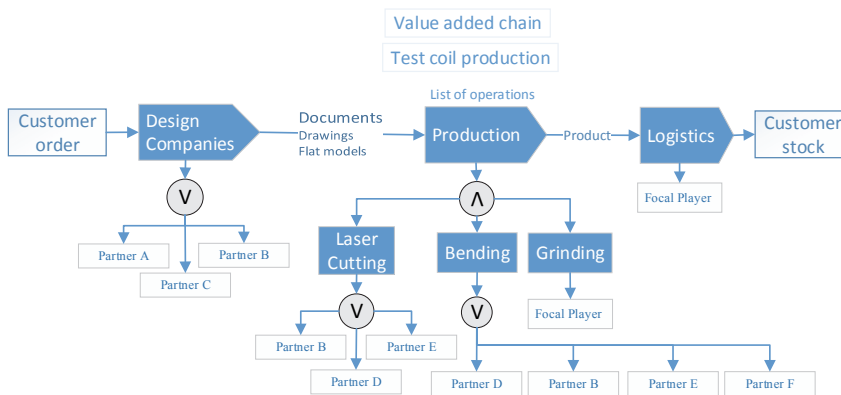 Value added chain
Test coil production
List of operations
Customer
order
Design
Companies
Documents
Drawings
Flat models
Production
Product
Logistics
Customer
stock
V
Λ
Focal Player
Partner A
Partner B
Partner C
Laser
Cutting
Bending
Grinding
V
V
Focal Player
Partner B
Partner E
Partner D
Partner D
Partner B
Partner E
Partner F